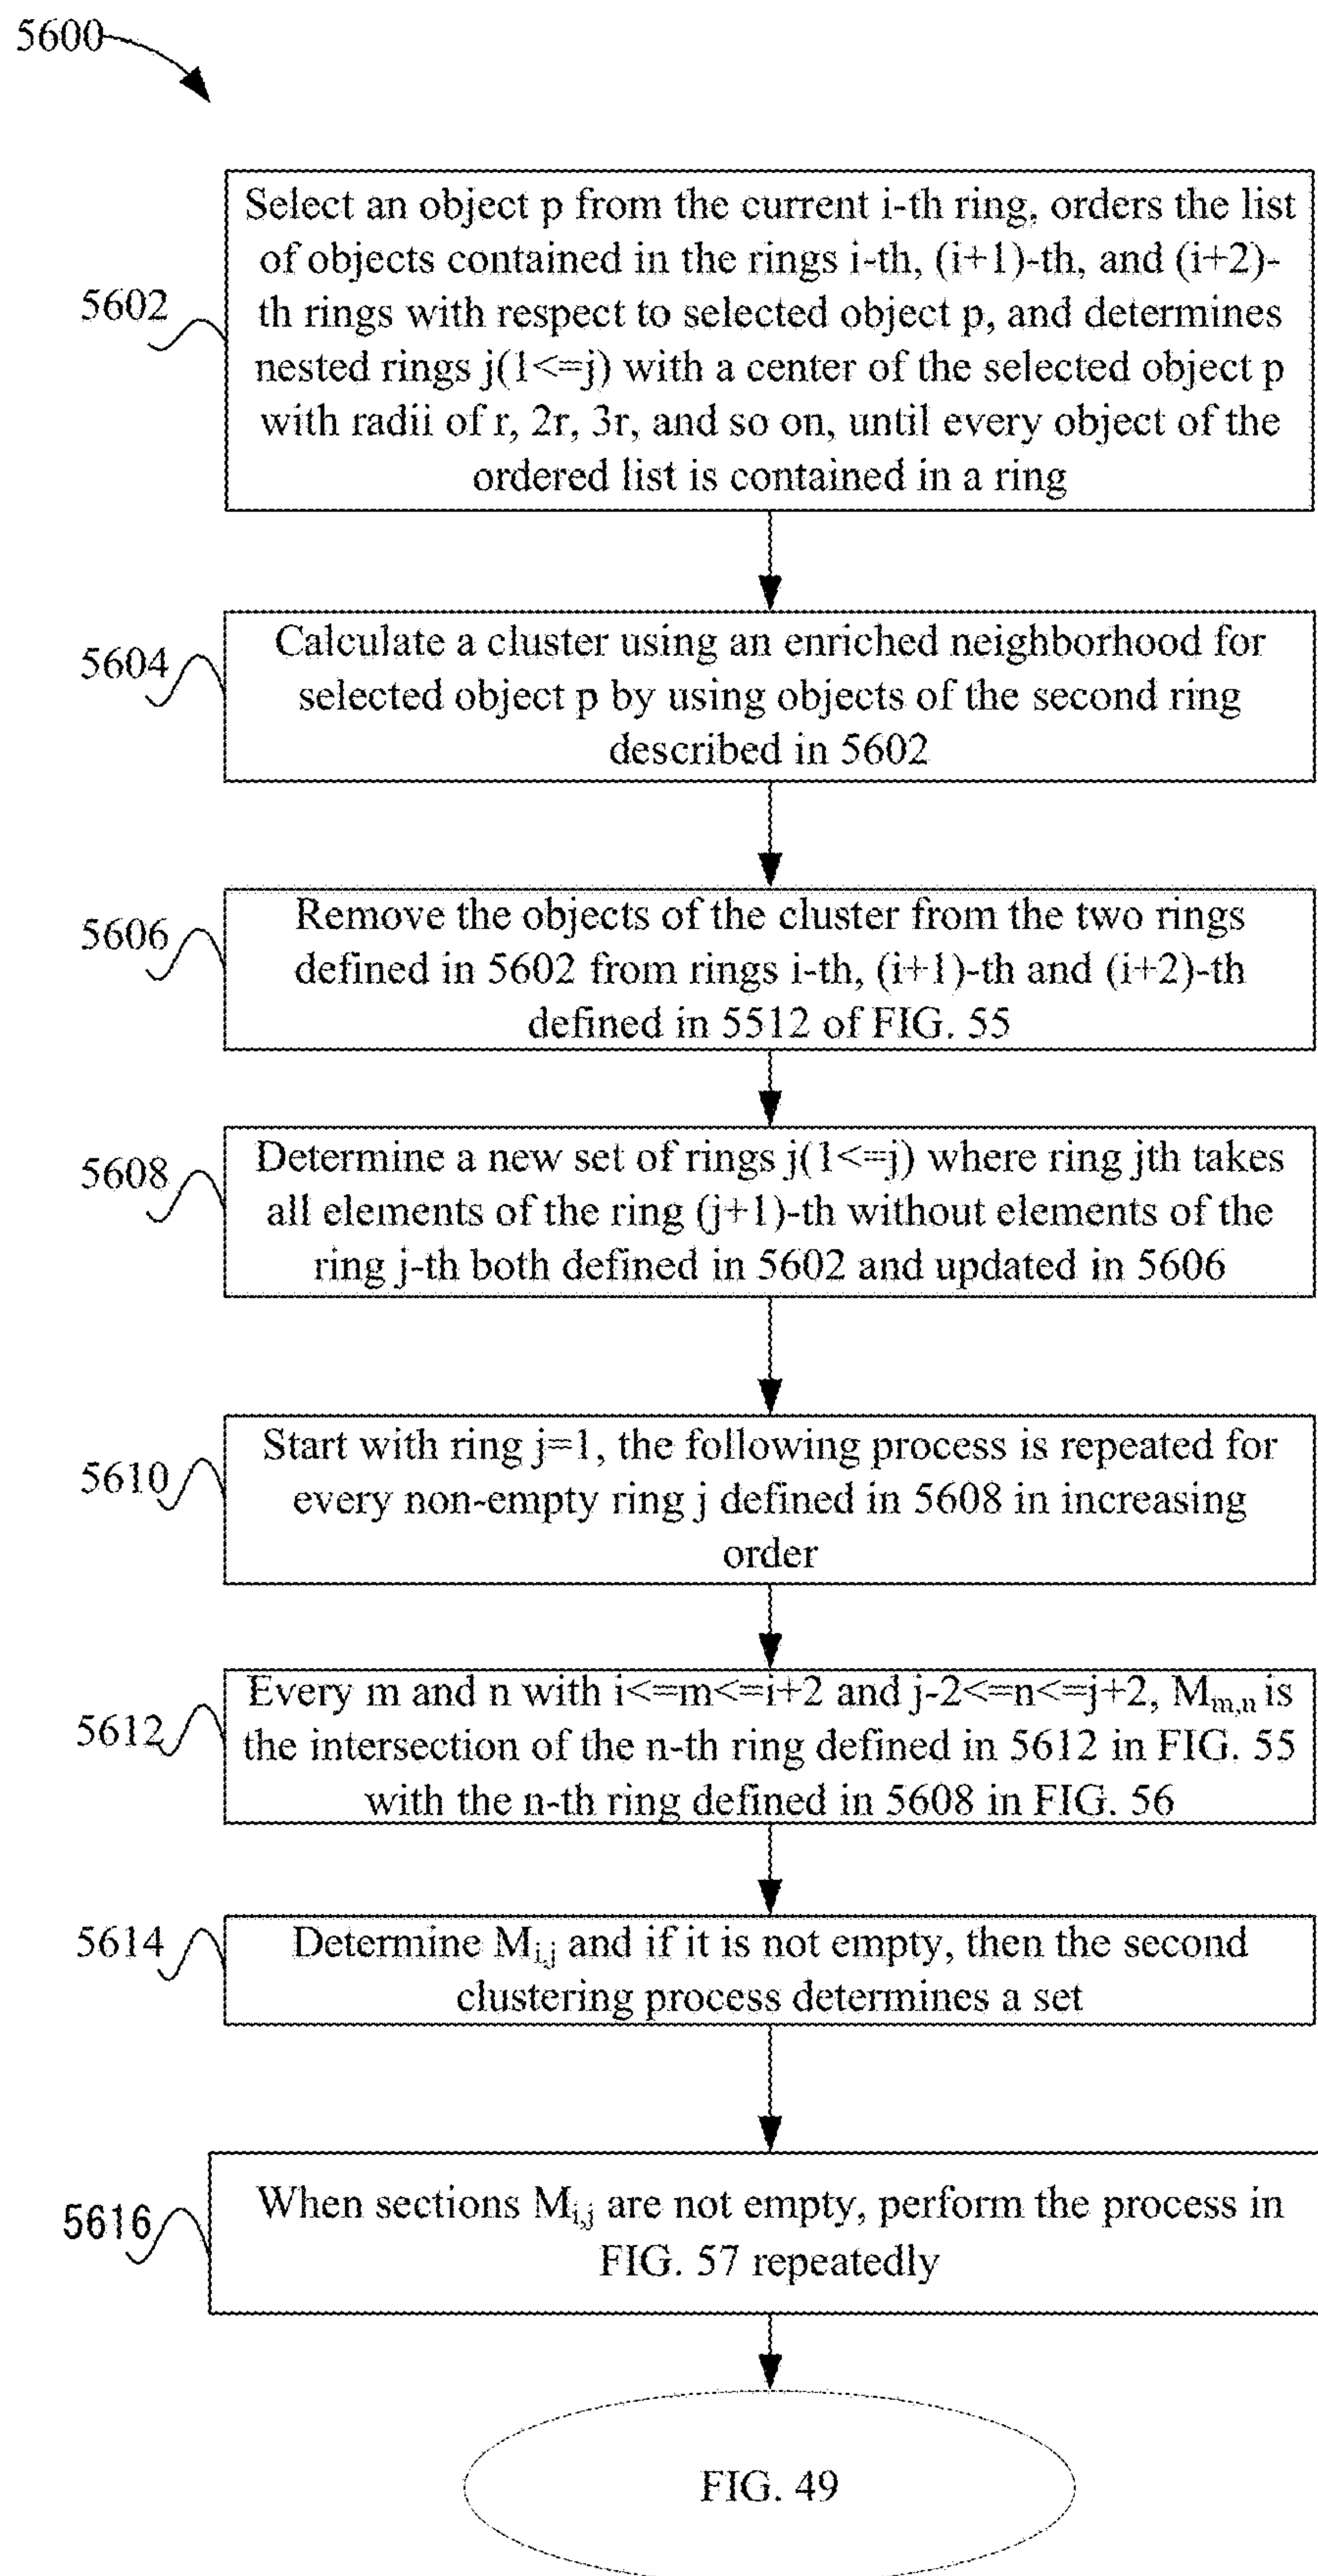 5600
Select an object p from the current i-th ring, orders the list
of objects contained in the rings i-th, (i+1)-th, and (i+2)-
th rings with respect to selected object p, and determines
nested rings j(1<=j) with a center of the selected object p
with radii of r, 2r, 3r, and so on, until every object of the
ordered list is contained in a ring
5602
Calculate a cluster using an enriched neighborhood for
selected object p by using objects of the second ring
described in 5602
5604
Remove the objects of the cluster from the two rings
defined in 5602 from rings i-th, (i+1)-th and (i+2)-th
defined in 5512 of FIG. 55
5606
Determine a new set of rings j(1<=j) where ring jth takes
all elements of the ring (j+1)-th without elements of the
ring j-th both defined in 5602 and updated in 5606
5608
Start with ring j=1, the following process is repeated for
every non-empty ring j defined in 5608 in increasing
order
5610
Every m and n with i<=m<=i+2 and j-2<=n<=j+2, Mm,n is
the intersection of the n-th ring defined in 5612 in FIG. 55
with the n-th ring defined in 5608 in FIG. 56
5612
Determine Mi,j and if it is not empty, then the second
clustering process determines a set
5614
When sections Mi,j are not empty, perform the process in
FIG. 57 repeatedly
5616
FIG. 49